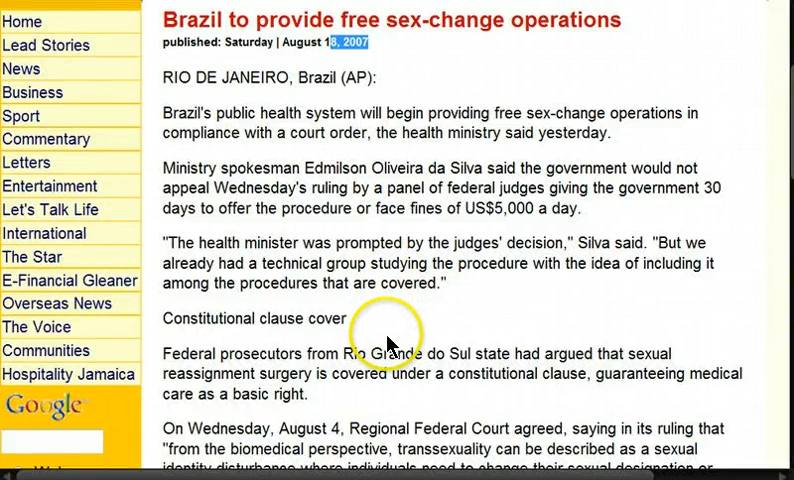 Home
Lead Stories
News
Business
Sport
Commentary
Letters
Entertainment
Let's Talk Life
International
The Star
E-Financial Gleaner
Overseas News
The Voice
Communities
Hospitality Jamaica
Google
Brazil to provide free sex-change operations
published: Saturday | August 18, 2007
RIO DE JANEIRO, Brazil (AP):
Brazil's public health system will begin providing free sex-change operations in
compliance with a court order, the health ministry said yesterday.
Ministry spokesman Edmilson Oliveira da Silva said the government would not
appeal Wednesday's ruling by a panel of federal judges giving the government 30
days to offer the procedure or face fines of US$5,000 a day.
"The health minister was prompted by the judges' decision," Silva said. "But we
already had a technical group studying the procedure with the idea of including it
among the procedures that are covered."
Constitutional clause cover
Federal prosecutors from Rio Grande do Sul state had argued that sexual
reassignment surgery is covered under a constitutional clause, guaranteeing medical
care as a basic right.
On Wednesday, August 4, Regional Federal Court agreed, saying in its ruling that
"from the biomedical perspective, transsexuality can be described as a sexual
identity disturbance where individuals need to change their sexual designation or